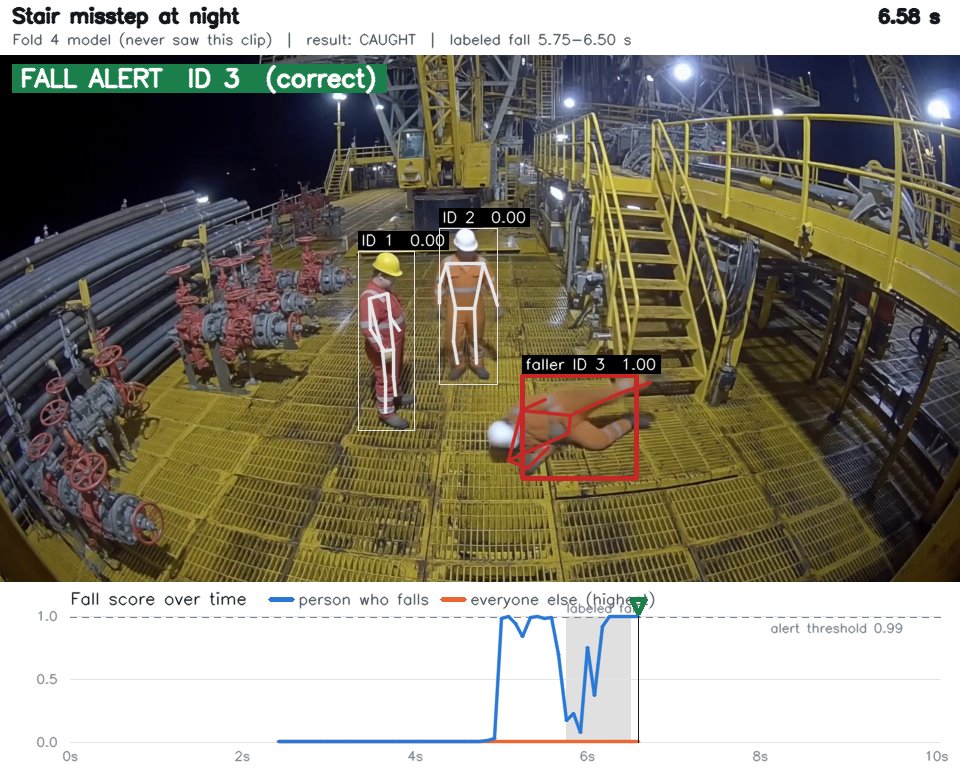 Stair misstep at night
6.58 s
Fold 4 model (never saw this clip) | result: CAUGHT | labeled fall 5.75-6.50 s
FALL ALERT ID 3 (correct)
ID 1 0.00
ID 2 0.00
faller ID 3 1.00
Fall score over time
person who falls
everyone else (highest)
labeled fall
1.0
alert threshold 0.99
0.5
0.0
0s
2s
4s
6s
8s
10s